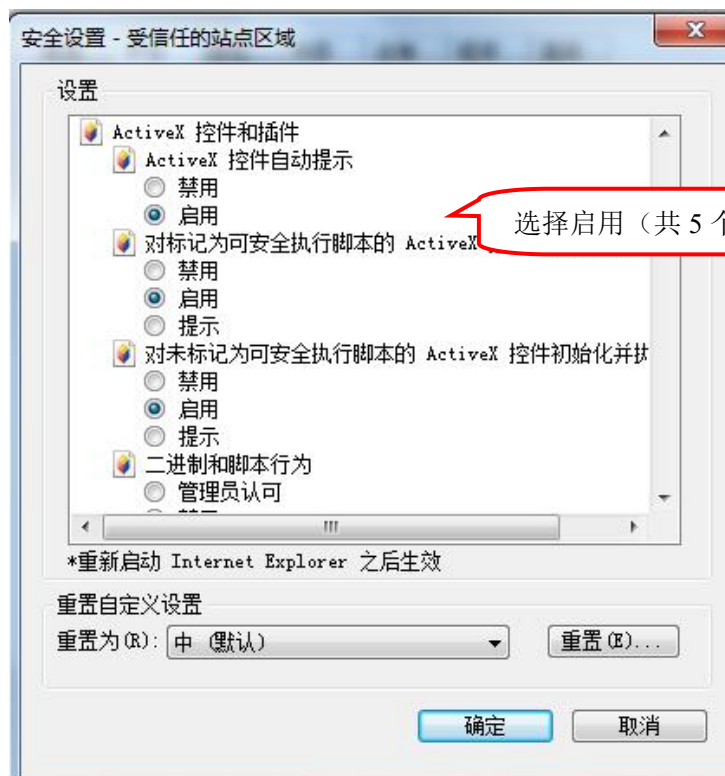 安全设置 - 受信任的站点区域
设置
ActiveX 控件和插件
ActiveX 控件自动提示
禁用
启用
选择启用（共 5 个
对标记为可安全执行脚本的 ActiveX
禁用
启用
提示
对未标记为可安全执行脚本的 ActiveX 控件初始化并执
禁用
启用
提示
二进制和脚本行为
管理员认可
*重新启动 Internet Explorer 之后生效
重置自定义设置
重置为(R):
中 (默认)
重置(E)...
确定
取消